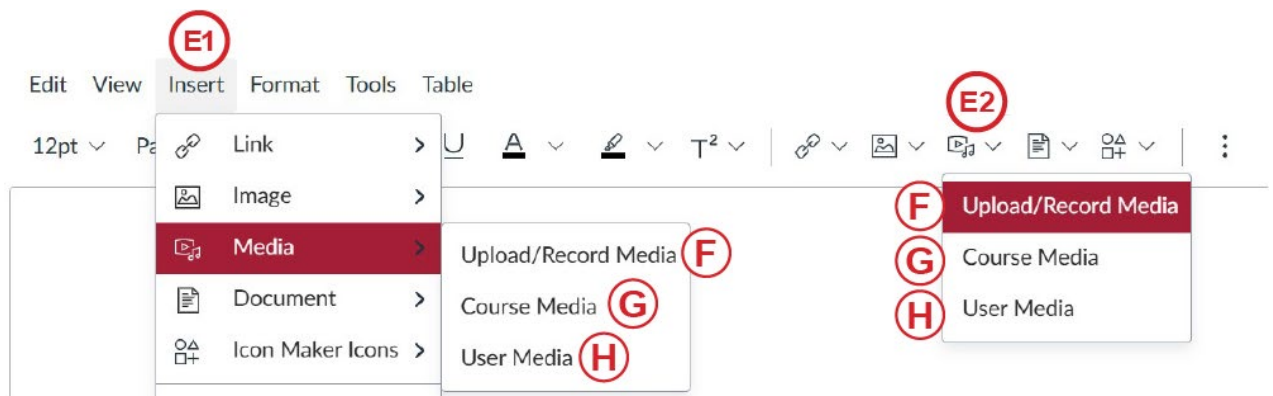 E1
Edit View Insert Format Tools Table
E2
12pt Pa U A T²
Link
Image
Media
Document
Icon Maker Icons
Upload/Record Media F
Course Media G
User Media H
F Upload/Record Media
G Course Media
H User Media